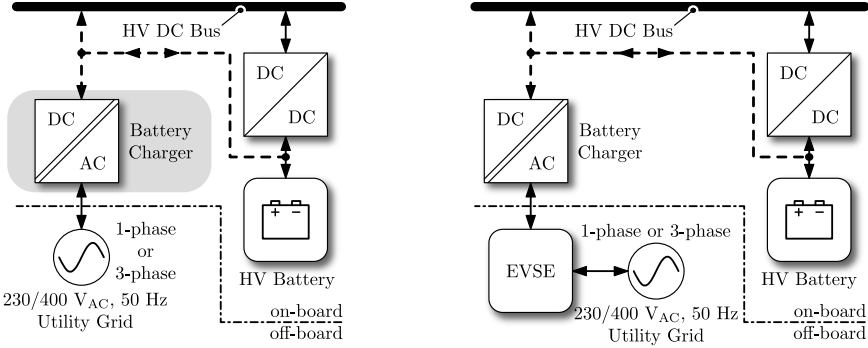 HV DC Bus
DC
DC
DC
AC
Battery
Charger
+ −
1-phase
or
3-phase
HV Battery
230/400 VAC, 50 Hz
Utility Grid
on-board
off-board
HV DC Bus
DC
DC
DC
AC
Battery
Charger
+ −
1-phase or 3-phase
EVSE
HV Battery
230/400 VAC, 50 Hz
Utility Grid
on-board
off-board